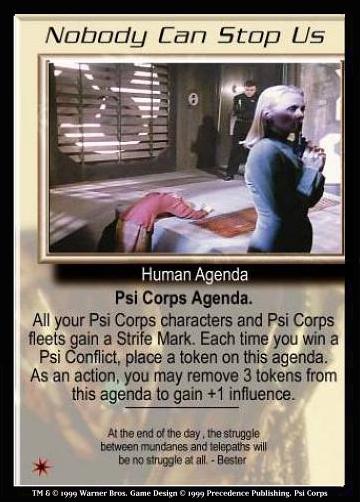 Nobody Can Stop Us
Human Agenda
Psi Corps Agenda.
All your Psi Corps characters and Psi Corps
fleets gain a Strife Mark. Each time you win a
Psi Conflict, place a token on this agenda.
As an action, you may remove 3 tokens from
this agenda to gain +1 influence.
At the end of the day, the struggle
between mundanes and telepaths will
be no struggle at all. - Bester
TM & © 1999 Warner Bros. Game Design © 1999 Precedence Publishing. Psi Corps